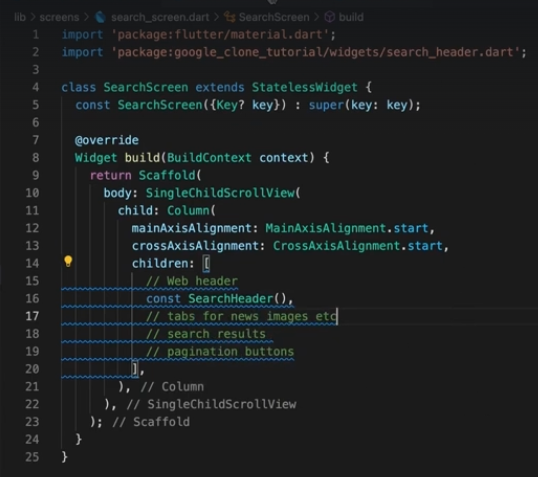 lib > screens > search_screen.dart > SearchScreen > build
1 import 'package:flutter/material.dart';
2 import 'package:google_clone_tutorial/widgets/search_header.dart';
3
4 class SearchScreen extends StatelessWidget {
5   const SearchScreen({Key? key}) : super(key: key);
6
7   @override
8   Widget build(BuildContext context) {
9     return Scaffold(
10       body: SingleChildScrollView(
11         child: Column(
12           mainAxisAlignment: MainAxisAlignment.start,
13           crossAxisAlignment: CrossAxisAlignment.start,
14           children: [
15             // Web header
16             const SearchHeader(),
17             // tabs for news images etc
18             // search results
19             // pagination buttons
20           ],
21         ), // Column
22       ), // SingleChildScrollView
23     ); // Scaffold
24   }
25 }